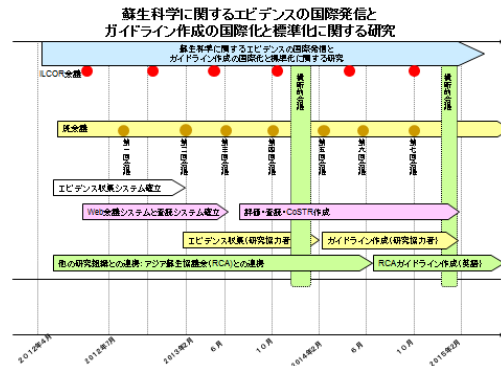 蘇生科学に関するエビデンスの国際発信と
ガイドライン作成の国際化と標準化に関する研究
蘇生科学に関するエビデンスの国際発信と
ガイドライン作成の国際化と標準化に関する研究
ILCOR会議
横断的会議
横断的会議
班会議
第一回会議
第二回会議
第三回会議
第四回会議
第五回会議
第六回会議
第七回会議
エビデンス収集システム確立
Web会議システムと査読システム確立
評価・査読・CoSTR作成
エビデンス収集(研究協力者)
ガイドライン作成(研究協力者)
他の研究組織との連携: アジア蘇生協議会(RCA)との連携
RCAガイドライン作成(英語)
2012年4月
2012年7月
2013年2月
6月
10月
2014年2月
6月
10月
2015年2月